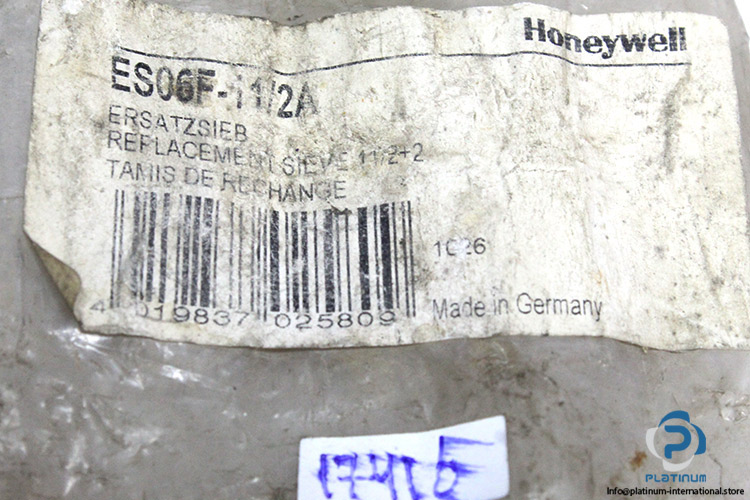 Honeywell
ES06F-11/2A
ERSATZSIEB
REPLACEMENT SIEVE 11/2+2
TAMIS DE RECHANGE
1026
4 019837 025809
Made in Germany
PLATINUM
Info@platinum-international.store